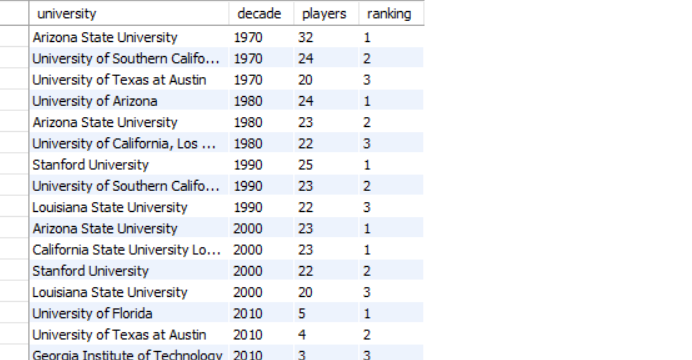 university decade players ranking
Arizona State University 1970 32 1
University of Southern Califo... 1970 24 2
University of Texas at Austin 1970 20 3
University of Arizona 1980 24 1
Arizona State University 1980 23 2
University of California, Los ... 1980 22 3
Stanford University 1990 25 1
University of Southern Califo... 1990 23 2
Louisiana State University 1990 22 3
Arizona State University 2000 23 1
California State University Lo... 2000 23 1
Stanford University 2000 22 2
Louisiana State University 2000 20 3
University of Florida 2010 5 1
University of Texas at Austin 2010 4 2
Georgia Institute of Technology 2010 3 3